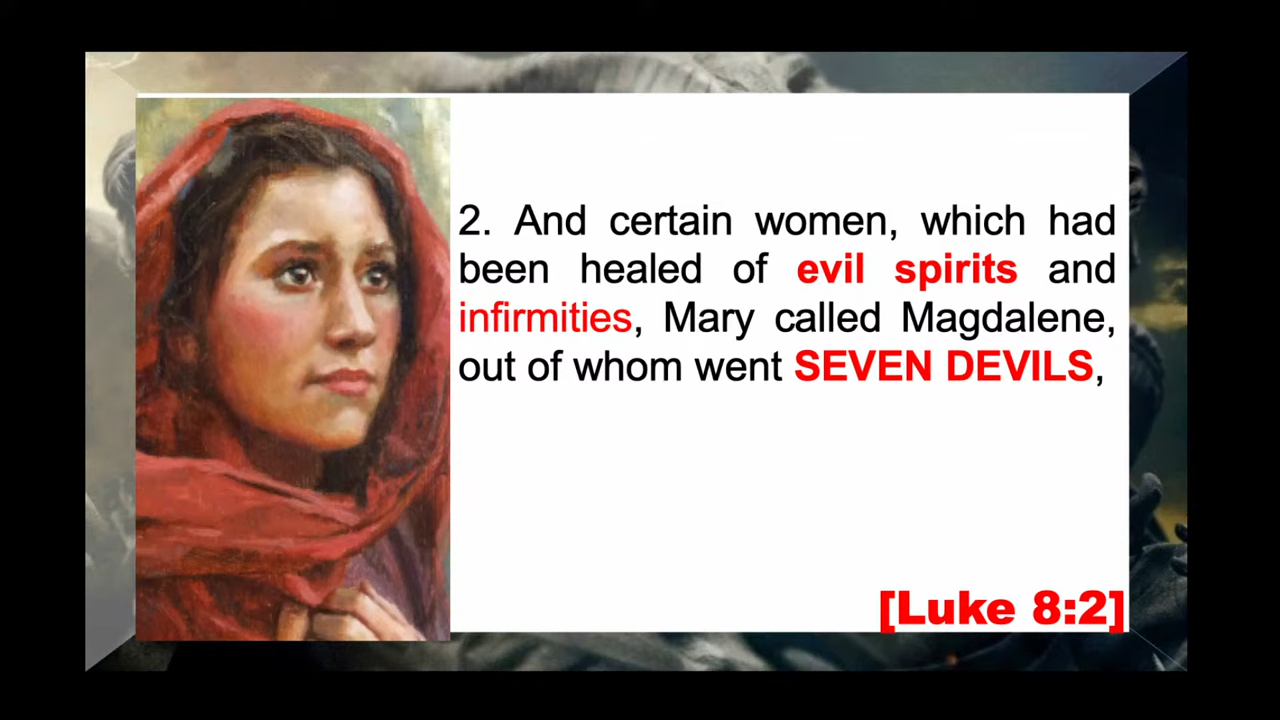 2. And certain women, which had
been healed of evil spirits and
infirmities, Mary called Magdalene,
out of whom went SEVEN DEVILS,
[Luke 8:2]